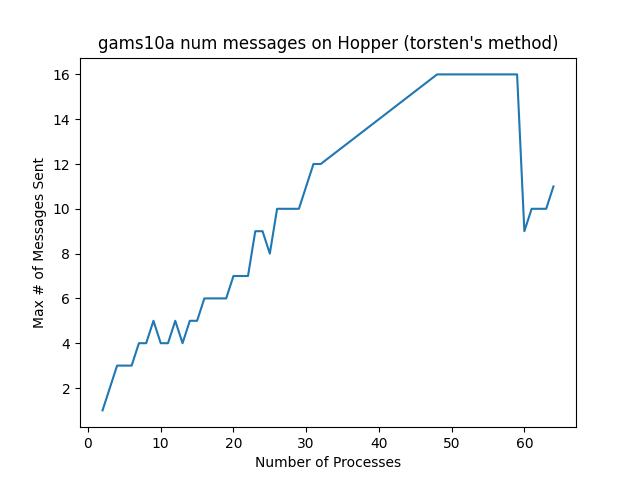 gams10a num messages on Hopper (torsten's method)
Max # of Messages Sent
16
14
12
10
8
6
4
2
0 10 20 30 40 50 60
Number of Processes